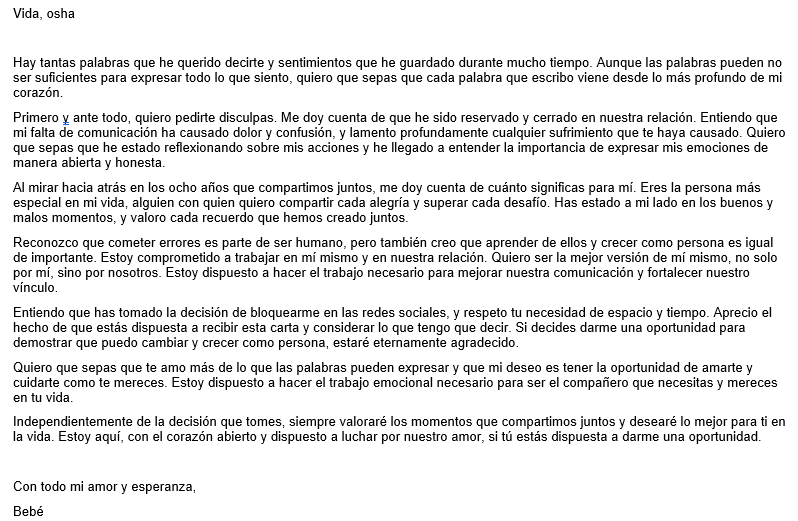 Vida, osha
Hay tantas palabras que he querido decirte y sentimientos que he guardado durante mucho tiempo. Aunque las palabras pueden no
ser suficientes para expresar todo lo que siento, quiero que sepas que cada palabra que escribo viene desde lo más profundo de mi
corazón.
Primero y ante todo, quiero pedirte disculpas. Me doy cuenta de que he sido reservado y cerrado en nuestra relación. Entiendo que
mi falta de comunicación ha causado dolor y confusión, y lamento profundamente cualquier sufrimiento que te haya causado. Quiero
que sepas que he estado reflexionando sobre mis acciones y he llegado a entender la importancia de expresar mis emociones de
manera abierta y honesta.
Al mirar hacia atrás en los ocho años que compartimos juntos, me doy cuenta de cuánto significas para mí. Eres la persona más
especial en mi vida, alguien con quien quiero compartir cada alegría y superar cada desafío. Has estado a mi lado en los buenos y
malos momentos, y valoro cada recuerdo que hemos creado juntos.
Reconozco que cometer errores es parte de ser humano, pero también creo que aprender de ellos y crecer como persona es igual
de importante. Estoy comprometido a trabajar en mí mismo y en nuestra relación. Quiero ser la mejor versión de mí mismo, no solo
por mí, sino por nosotros. Estoy dispuesto a hacer el trabajo necesario para mejorar nuestra comunicación y fortalecer nuestro
vínculo.
Entiendo que has tomado la decisión de bloquearme en las redes sociales, y respeto tu necesidad de espacio y tiempo. Aprecio el
hecho de que estás dispuesta a recibir esta carta y considerar lo que tengo que decir. Si decides darme una oportunidad para
demostrar que puedo cambiar y crecer como persona, estaré eternamente agradecido.
Quiero que sepas que te amo más de lo que las palabras pueden expresar y que mi deseo es tener la oportunidad de amarte y
cuidarte como te mereces. Estoy dispuesto a hacer el trabajo emocional necesario para ser el compañero que necesitas y mereces
en tu vida.
Independientemente de la decisión que tomes, siempre valoraré los momentos que compartimos juntos y desearé lo mejor para ti en
la vida. Estoy aquí, con el corazón abierto y dispuesto a luchar por nuestro amor, si tú estás dispuesta a darme una oportunidad.
Con todo mi amor y esperanza,
Bebé